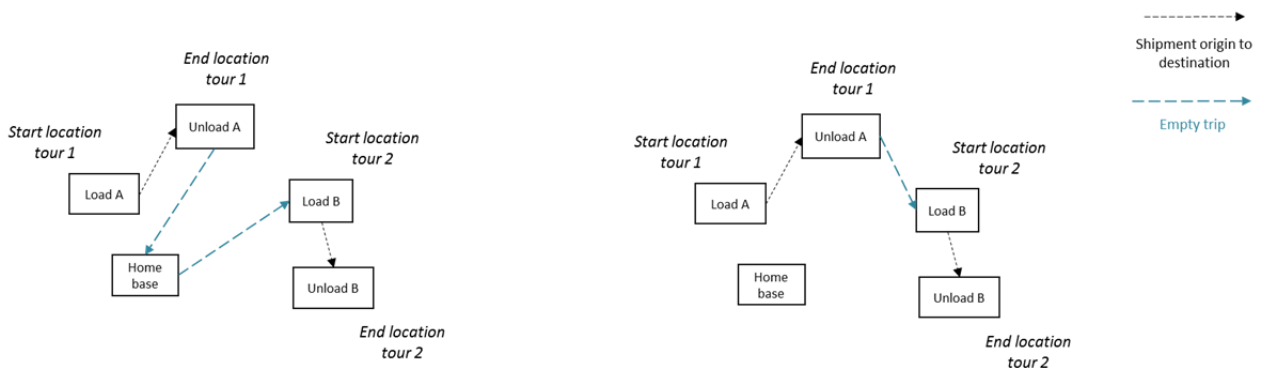 End location
tour 1
Unload A
Start location
tour 1
Start location
tour 2
Load A
Load B
Home
base
Unload B
End location
tour 2
End location
tour 1
Unload A
Start location
tour 1
Start location
tour 2
Load A
Load B
Home
base
Unload B
End location
tour 2
Shipment origin to
destination
Empty trip